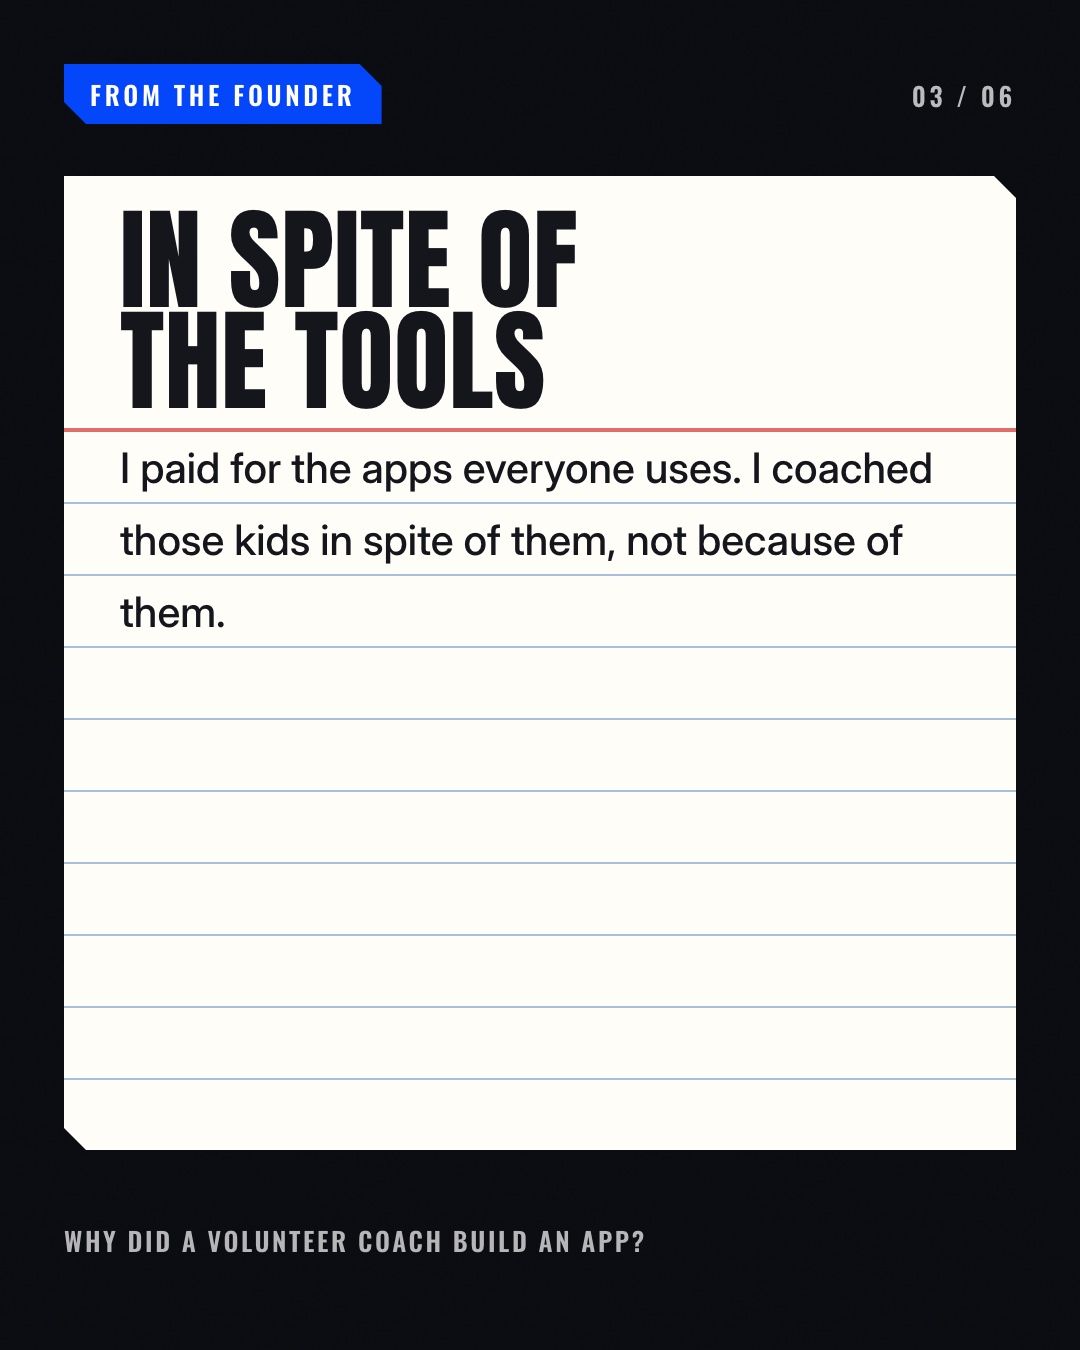 FROM THE FOUNDER
03 / 06
IN SPITE OF
THE TOOLS
I paid for the apps everyone uses. I coached
those kids in spite of them, not because of
them.
WHY DID A VOLUNTEER COACH BUILD AN APP?